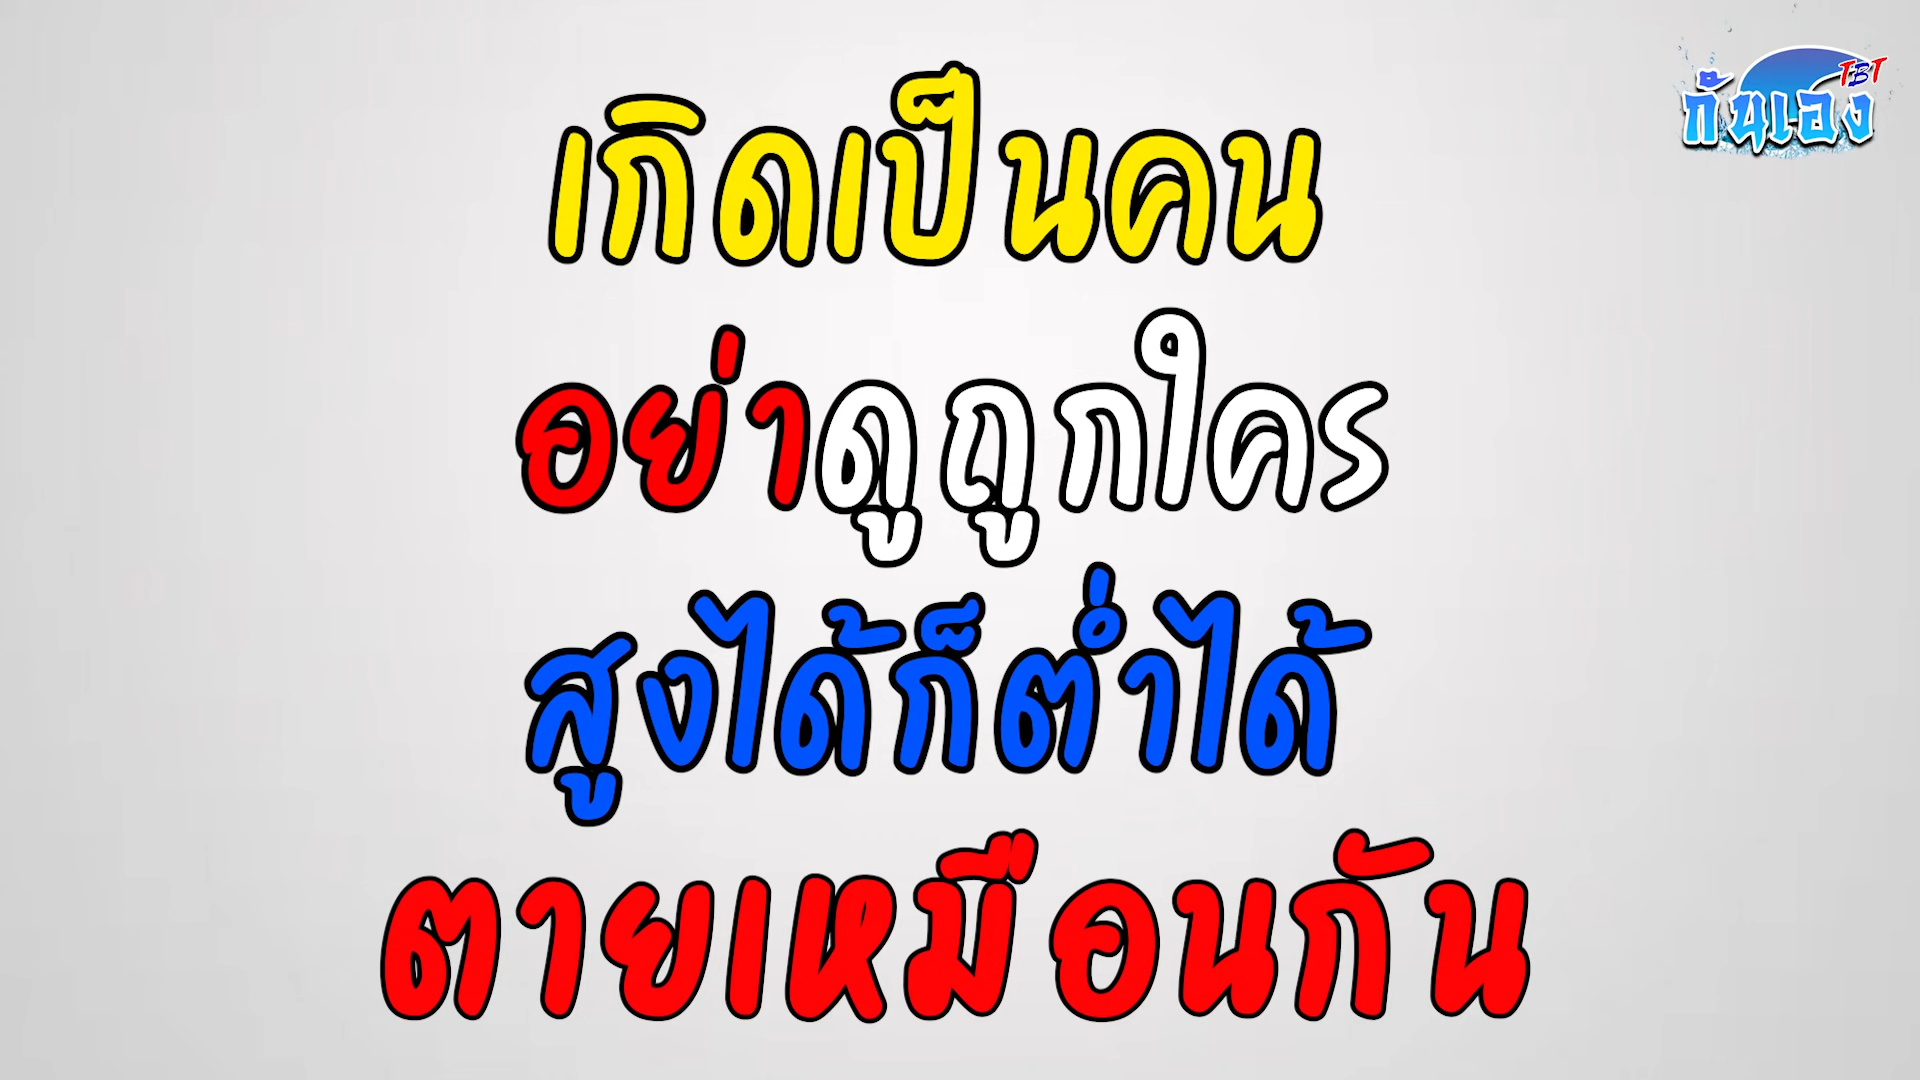 เกิดเป็นคน
อย่าดูถูกใคร
สูงได้ก็ต่ำได้
ตายเหมือนกัน
TBT
กันเอง